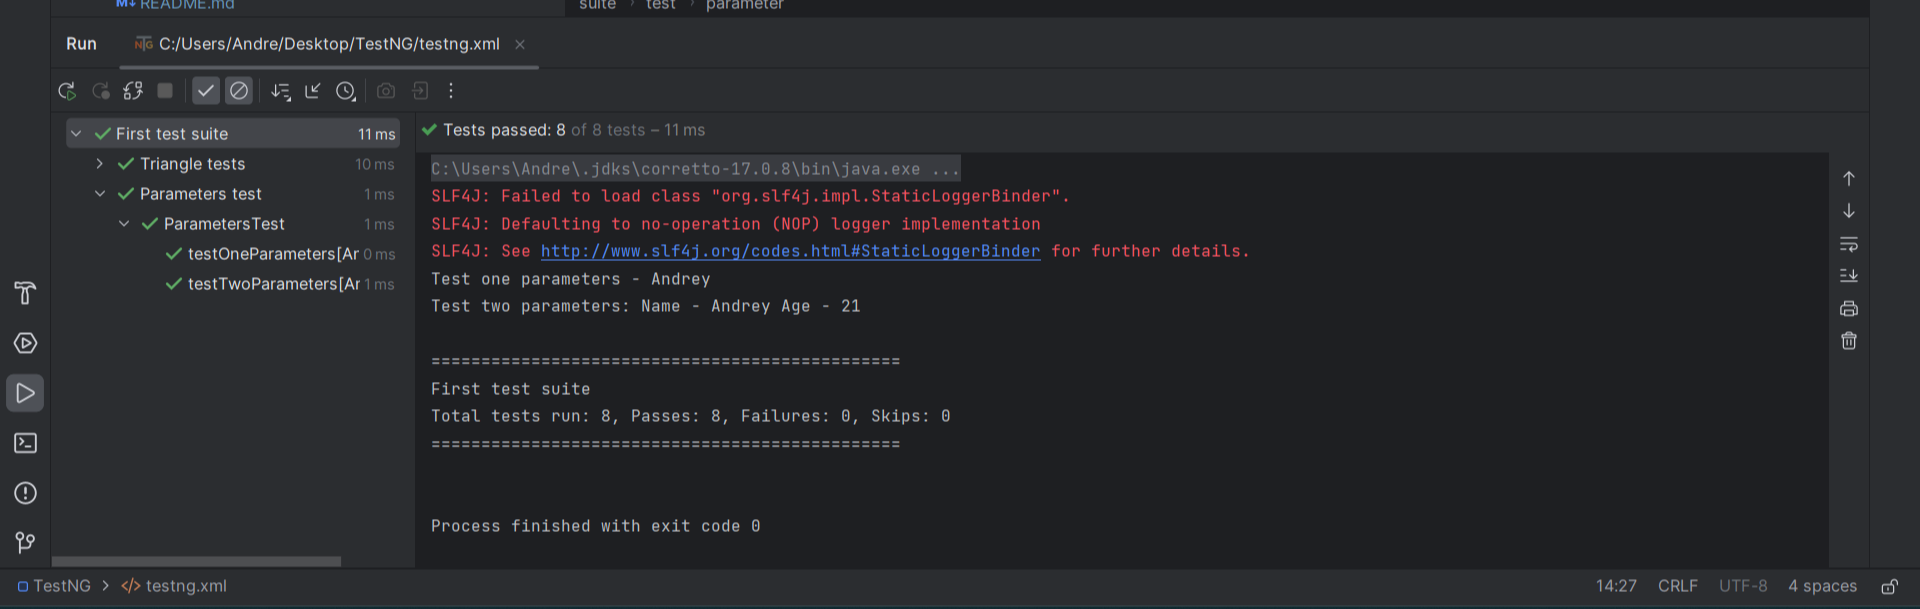 README.md
suite › test › parameter
Run C:/Users/Andre/Desktop/TestNG/testng.xml
First test suite 11 ms
Triangle tests 10 ms
Parameters test 1 ms
ParametersTest 1 ms
testOneParameters[Ar 0 ms
testTwoParameters[Ar 1 ms
Tests passed: 8 of 8 tests – 11 ms
C:\Users\Andre\.jdks\corretto-17.0.8\bin\java.exe ...
SLF4J: Failed to load class "org.slf4j.impl.StaticLoggerBinder".
SLF4J: Defaulting to no-operation (NOP) logger implementation
SLF4J: See http://www.slf4j.org/codes.html#StaticLoggerBinder for further details.
Test one parameters - Andrey
Test two parameters: Name - Andrey Age - 21
===============================================
First test suite
Total tests run: 8, Passes: 8, Failures: 0, Skips: 0
===============================================
Process finished with exit code 0
TestNG > testng.xml
14:27 CRLF UTF-8 4 spaces